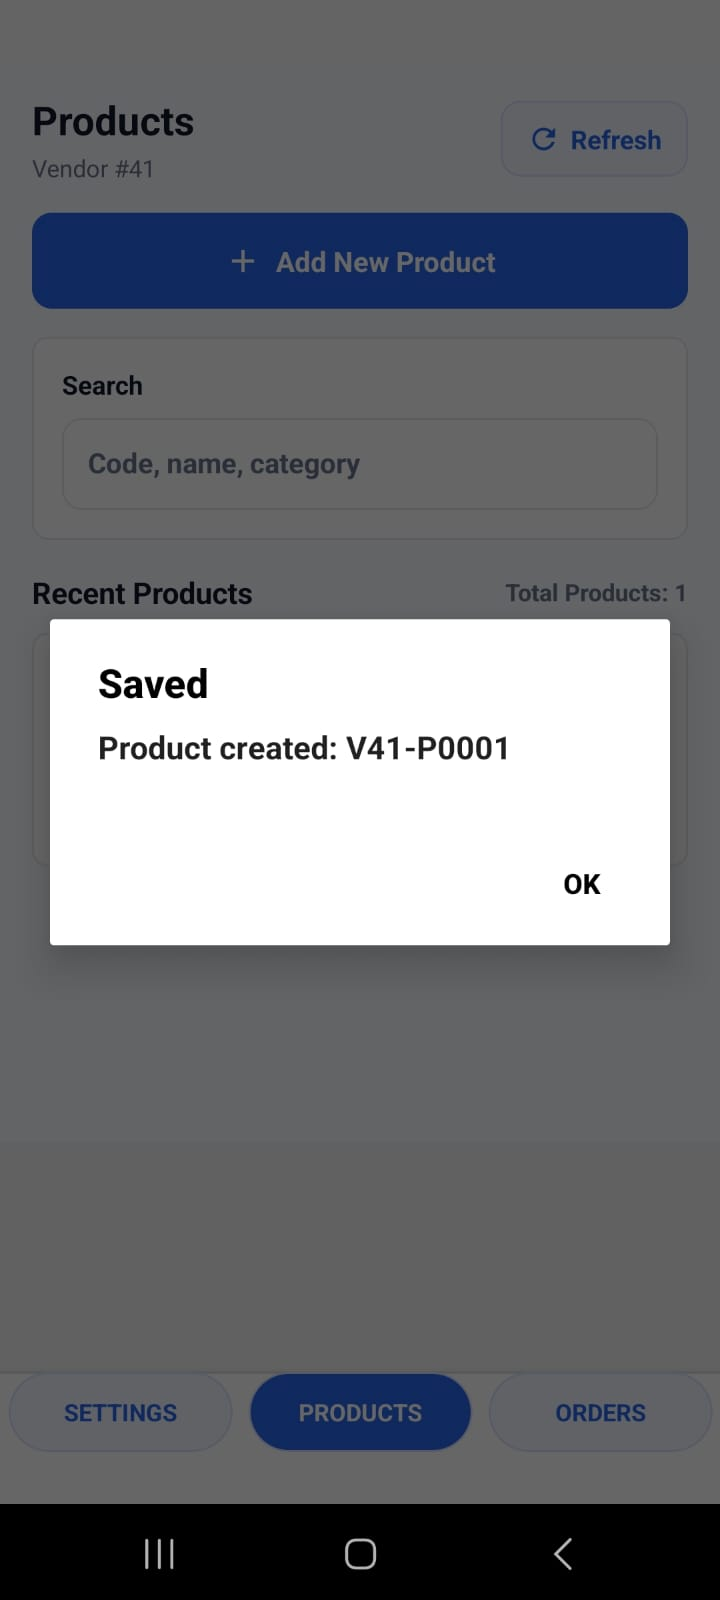 Products
Refresh
Vendor #41
+ Add New Product
Search
Code, name, category
Recent Products
Total Products: 1
Saved
Product created: V41-P0001
OK
SETTINGS
PRODUCTS
ORDERS